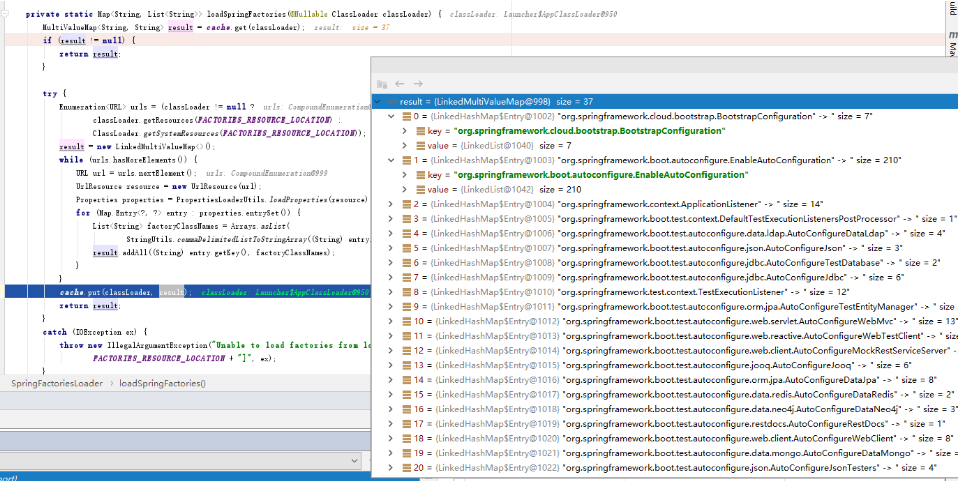 private static Map<String, List<String>> loadSpringFactories(@Nullable ClassLoader classLoader) {  classLoader: Launcher$AppClassLoader@950
MultiValueMap<String, String> result = cache.get(classLoader);  result:  size = 37
if (result != null) {
return result;
}
try {
Enumeration<URL> urls = (classLoader != null ?  urls: CompoundEnumeration@
classLoader.getResources(FACTORIES_RESOURCE_LOCATION) :
ClassLoader.getSystemResources(FACTORIES_RESOURCE_LOCATION));
result = new LinkedMultiValueMap<>();
while (urls.hasMoreElements()) {
URL url = urls.nextElement();  urls: CompoundEnumeration@999
UrlResource resource = new UrlResource(url);
Properties properties = PropertiesLoaderUtils.loadProperties(resource)
for (Map.Entry<?, ?> entry : properties.entrySet()) {
List<String> factoryClassNames = Arrays.asList(
StringUtils.commaDelimitedListToStringArray((String) entry.
result.addAll((String) entry.getKey(), factoryClassNames);
}
}
cache.put(classLoader, result);  classLoader: Launcher$AppClassLoader@950
return result;
}
catch (IOException ex) {
throw new IllegalArgumentException("Unable to load factories from lo
FACTORIES_RESOURCE_LOCATION + "]", ex);
}
SpringFactoriesLoader › loadSpringFactories()
result = {LinkedMultiValueMap@998}  size = 37
0 = {LinkedHashMap$Entry@1002} "org.springframework.cloud.bootstrap.BootstrapConfiguration" -> " size = 7"
key = "org.springframework.cloud.bootstrap.BootstrapConfiguration"
value = {LinkedList@1040}  size = 7
1 = {LinkedHashMap$Entry@1003} "org.springframework.boot.autoconfigure.EnableAutoConfiguration" -> " size = 210"
key = "org.springframework.boot.autoconfigure.EnableAutoConfiguration"
value = {LinkedList@1042}  size = 210
2 = {LinkedHashMap$Entry@1004} "org.springframework.context.ApplicationListener" -> " size = 14"
3 = {LinkedHashMap$Entry@1005} "org.springframework.boot.test.context.DefaultTestExecutionListenersPostProcessor" -> " size = 1"
4 = {LinkedHashMap$Entry@1006} "org.springframework.boot.test.autoconfigure.data.ldap.AutoConfigureDataLdap" -> " size = 4"
5 = {LinkedHashMap$Entry@1007} "org.springframework.boot.test.autoconfigure.json.AutoConfigureJson" -> " size = 3"
6 = {LinkedHashMap$Entry@1008} "org.springframework.boot.test.autoconfigure.jdbc.AutoConfigureTestDatabase" -> " size = 2"
7 = {LinkedHashMap$Entry@1009} "org.springframework.boot.test.autoconfigure.jdbc.AutoConfigureJdbc" -> " size = 6"
8 = {LinkedHashMap$Entry@1010} "org.springframework.test.context.TestExecutionListener" -> " size = 12"
9 = {LinkedHashMap$Entry@1011} "org.springframework.boot.test.autoconfigure.orm.jpa.AutoConfigureTestEntityManager" -> " size
10 = {LinkedHashMap$Entry@1012} "org.springframework.boot.test.autoconfigure.web.servlet.AutoConfigureWebMvc" -> " size = 13"
11 = {LinkedHashMap$Entry@1013} "org.springframework.boot.test.autoconfigure.web.reactive.AutoConfigureWebTestClient" -> " size
12 = {LinkedHashMap$Entry@1014} "org.springframework.boot.test.autoconfigure.web.client.AutoConfigureMockRestServiceServer" -
13 = {LinkedHashMap$Entry@1015} "org.springframework.boot.test.autoconfigure.jooq.AutoConfigureJooq" -> " size = 6"
14 = {LinkedHashMap$Entry@1016} "org.springframework.boot.test.autoconfigure.orm.jpa.AutoConfigureDataJpa" -> " size = 8"
15 = {LinkedHashMap$Entry@1017} "org.springframework.boot.test.autoconfigure.data.redis.AutoConfigureDataRedis" -> " size = 2"
16 = {LinkedHashMap$Entry@1018} "org.springframework.boot.test.autoconfigure.data.neo4j.AutoConfigureDataNeo4j" -> " size = 3"
17 = {LinkedHashMap$Entry@1019} "org.springframework.boot.test.autoconfigure.restdocs.AutoConfigureRestDocs" -> " size = 1"
18 = {LinkedHashMap$Entry@1020} "org.springframework.boot.test.autoconfigure.web.client.AutoConfigureWebClient" -> " size = 8"
19 = {LinkedHashMap$Entry@1021} "org.springframework.boot.test.autoconfigure.data.mongo.AutoConfigureDataMongo" -> " size =
20 = {LinkedHashMap$Entry@1022} "org.springframework.boot.test.autoconfigure.json.AutoConfigureJsonTesters" -> " size = 4"